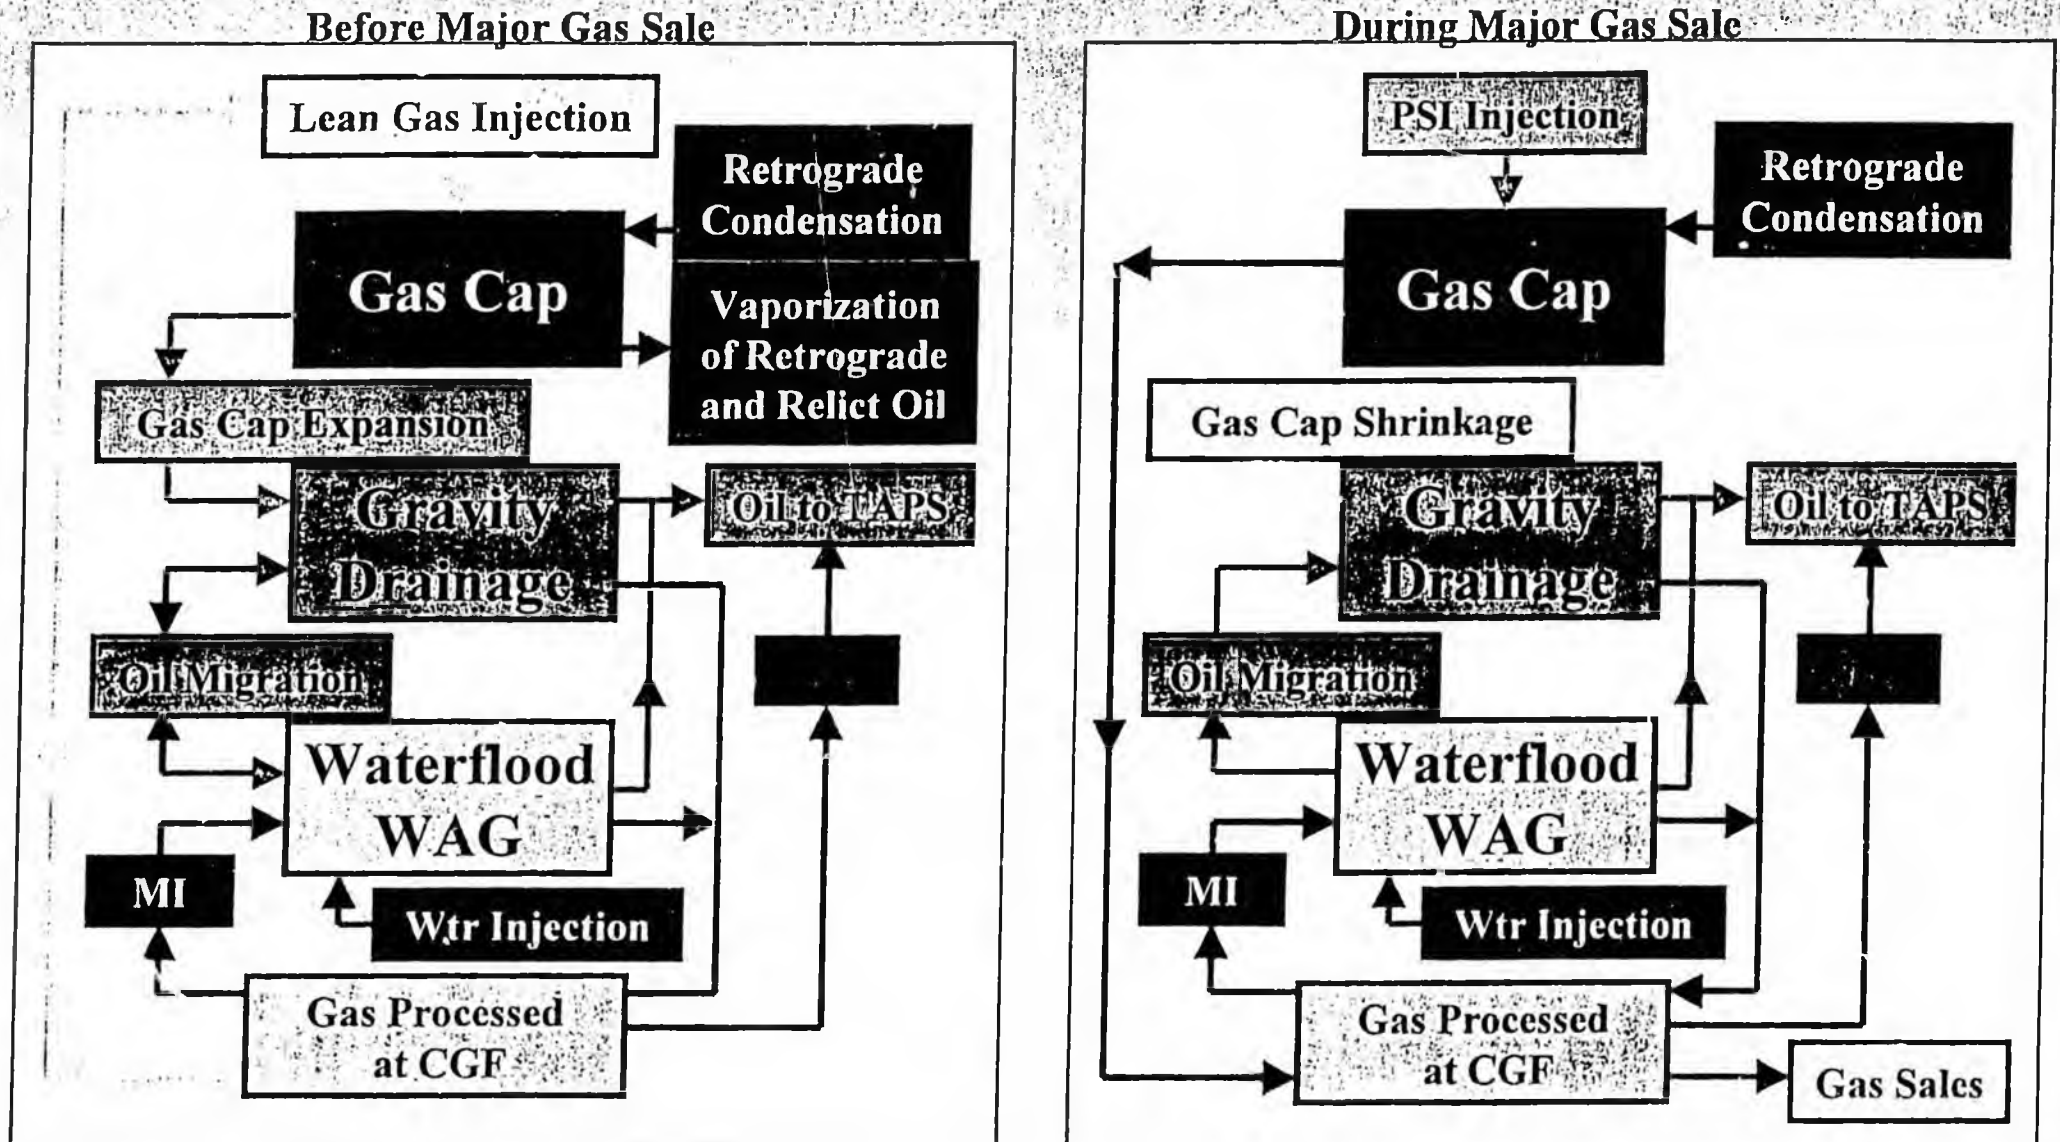 Before Major Gas Sale
Lean Gas Injection
Retrograde
Condensation
Gas Cap
Vaporization
of Retrograde
and Relict Oil
Gas Cap Expansion
Gravity
Drainage
Oil to TAPS
Oil Migration
Waterflood
WAG
MI
Wtr Injection
Gas Processed
at CGF
During Major Gas Sale
PSI Injection
Retrograde
Condensation
Gas Cap
Gas Cap Shrinkage
Gravity
Drainage
Oil to TAPS
Oil Migration
Waterflood
WAG
MI
Wtr Injection
Gas Processed
at CGF
Gas Sales